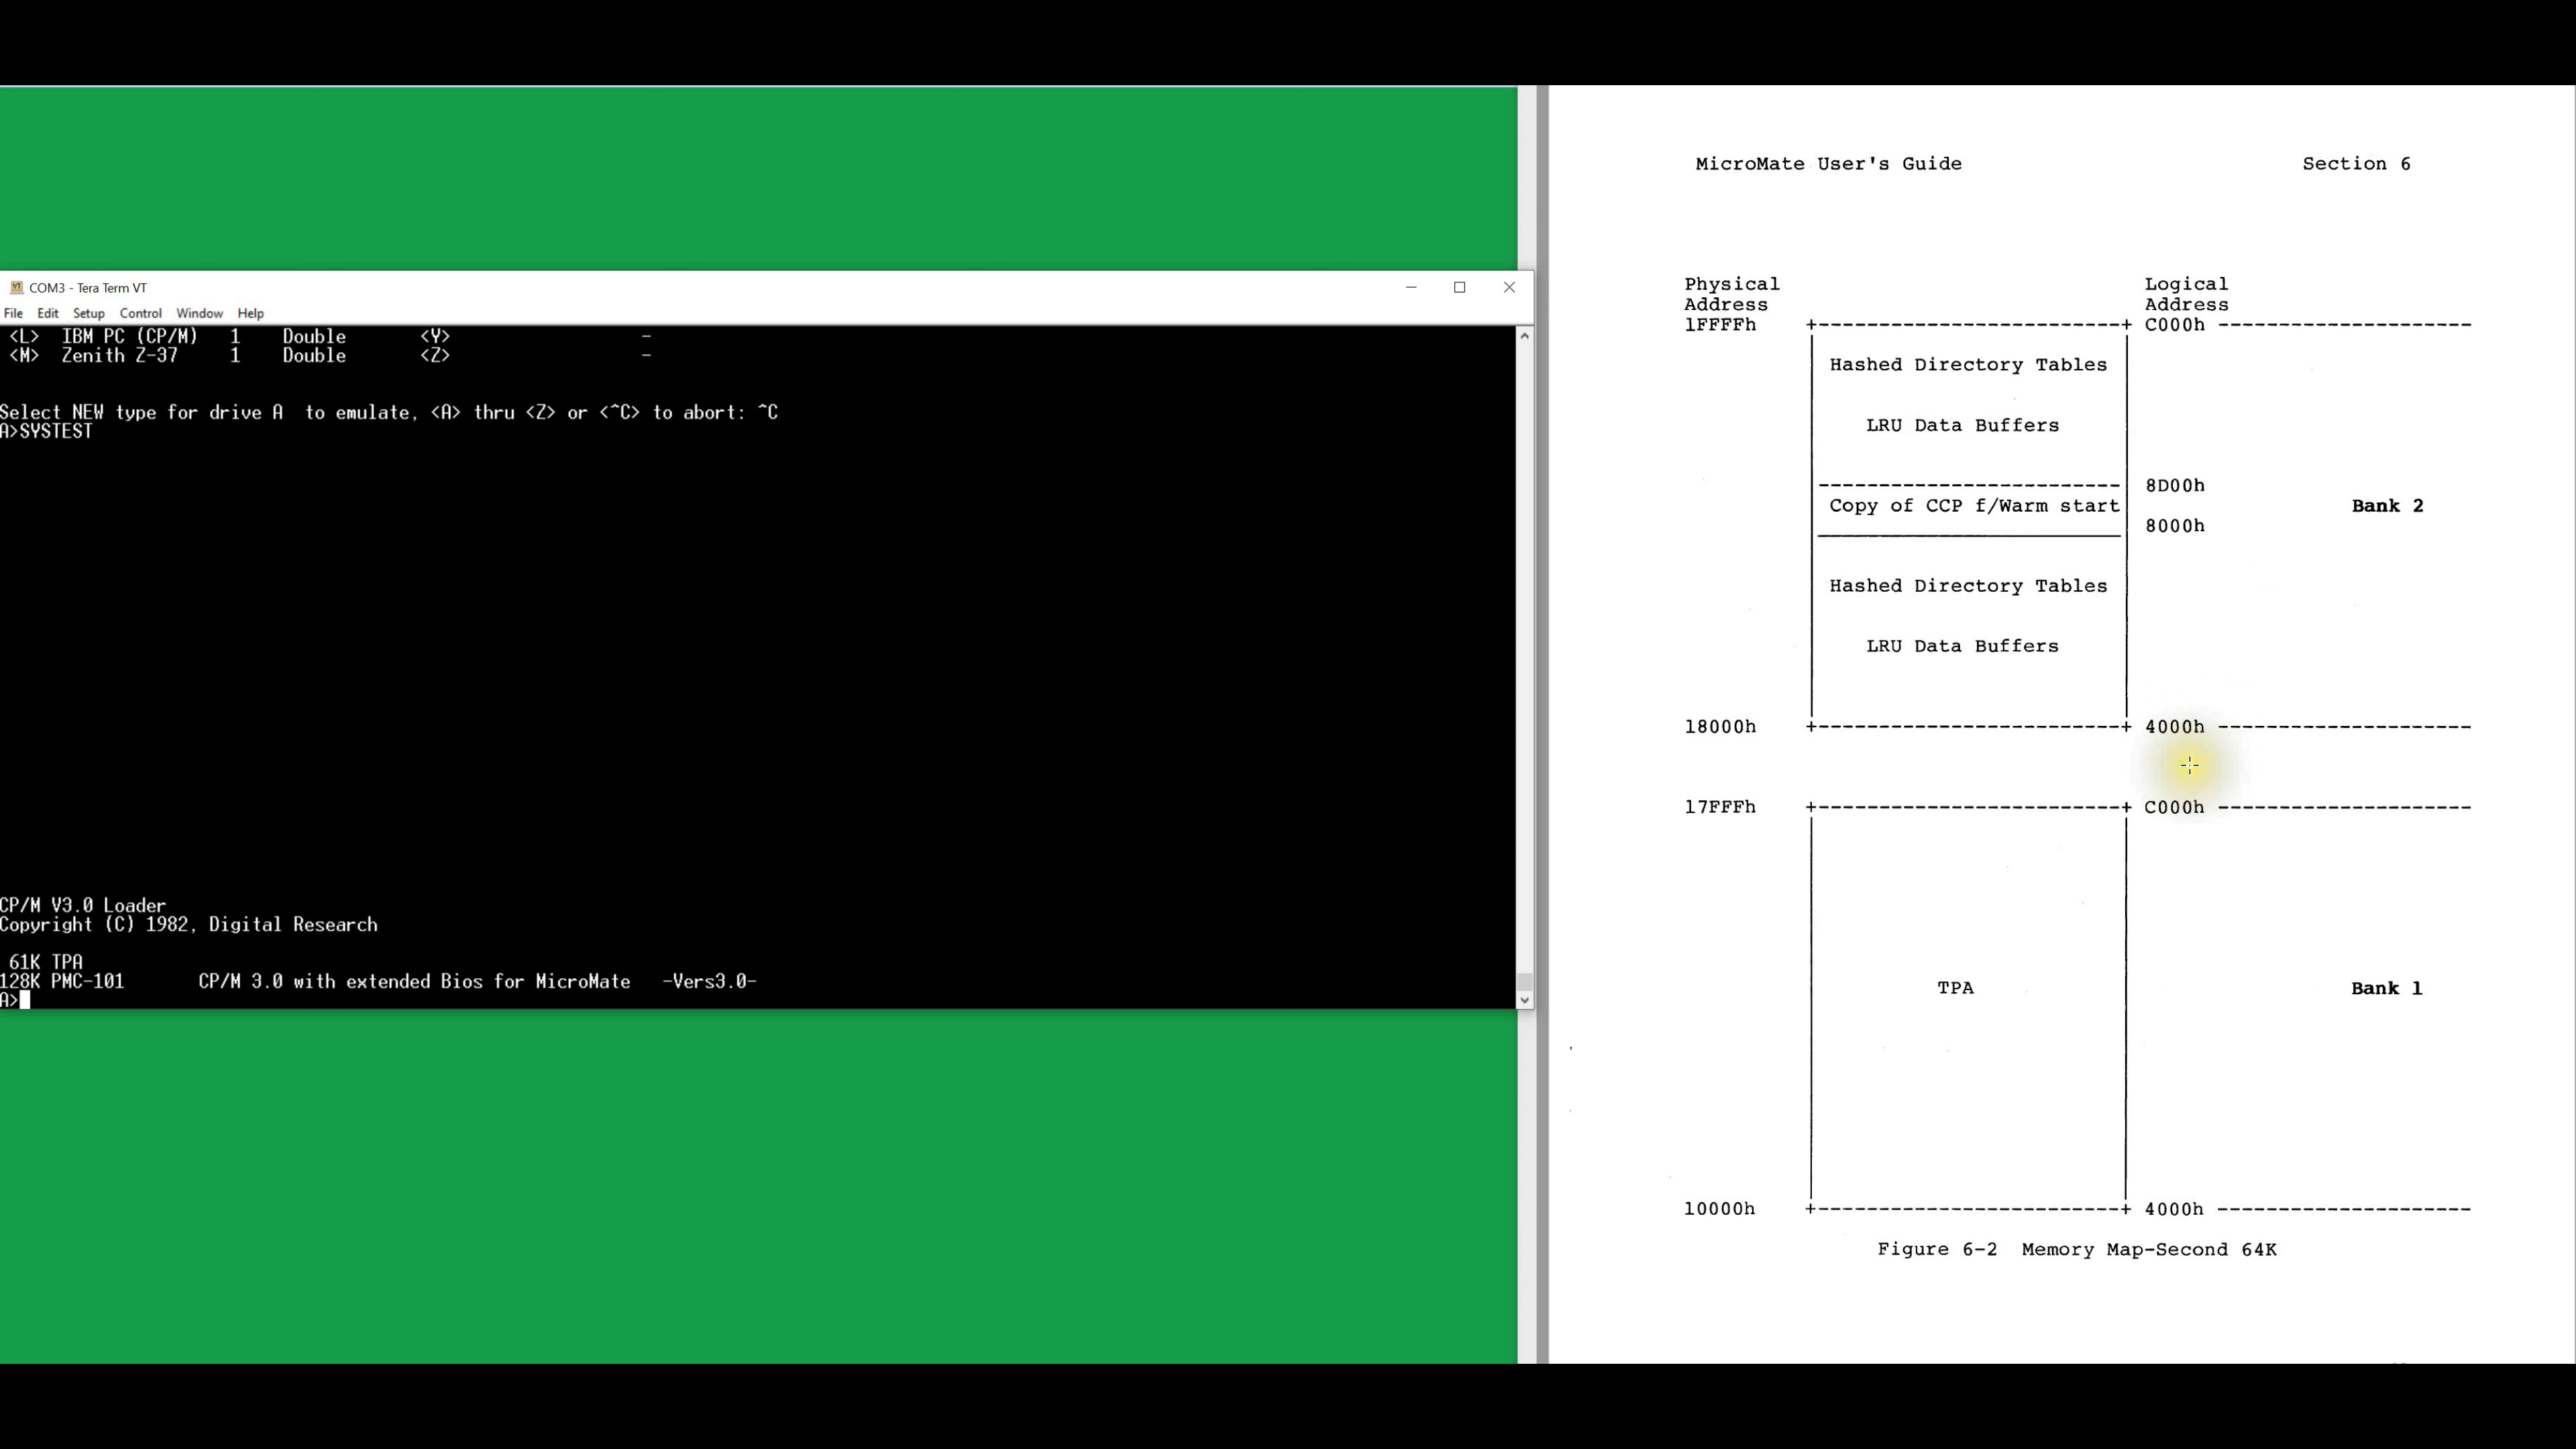 COM3 - Tera Term VT
File Edit Setup Control Window Help
<L> IBM PC (CP/M) 1 Double <Y> -
<M> Zenith Z-37 1 Double <Z> -
Select NEW type for drive A to emulate, <A> thru <Z> or <^C> to abort: ^C
A>SYSTEST
CP/M V3.0 Loader
Copyright (C) 1982, Digital Research
61K TPA
128K PMC-101 CP/M 3.0 with extended Bios for MicroMate -Vers3.0-
A>
MicroMate User's Guide Section 6
Physical Logical
Address Address
1FFFFh C000h
Hashed Directory Tables
LRU Data Buffers
8D00h
Copy of CCP f/Warm start Bank 2
8000h
Hashed Directory Tables
LRU Data Buffers
18000h 4000h
17FFFh C000h
TPA Bank 1
10000h 4000h
Figure 6-2 Memory Map-Second 64K